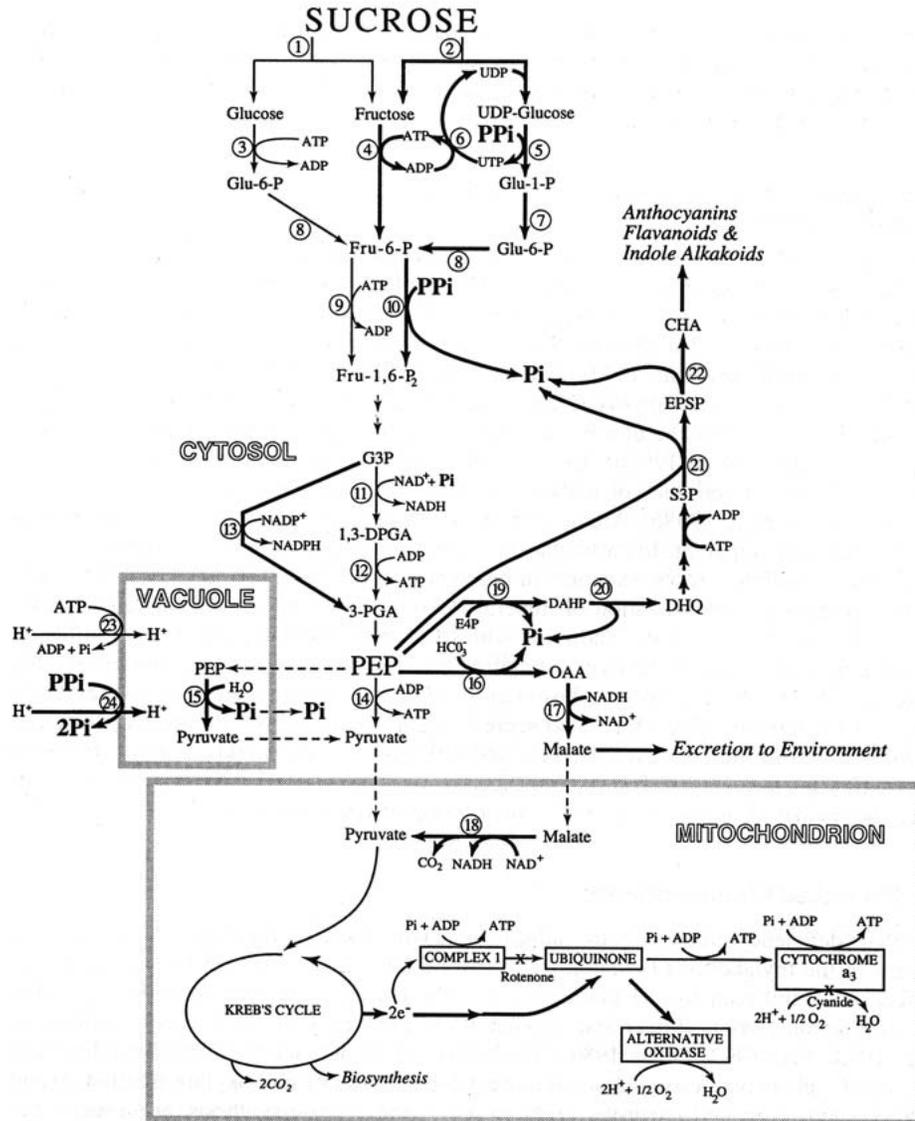 SUCROSE
① ②
UDP
Glucose Fructose UDP-Glucose
③ ATP ADP
④ ATP ADP
⑥ PPi UTP ⑤
Glu-6-P Glu-1-P
⑦
⑧ Fru-6-P ⑧ Glu-6-P
⑨ ATP ADP
⑩ PPi
Fru-1,6-P2
Pi
Anthocyanins
Flavanoids &
Indole Alkakoids
CHA
㉒
EPSP
㉑
S3P
ADP
ATP
CYTOSOL
G3P
⑪ NAD+ + Pi
NADH
⑬ NADP+
NADPH
1,3-DPGA
⑫ ADP
ATP
3-PGA
⑲ DAHP ⑳ DHQ
E4P
Pi
HCO3-
PEP ⑯ OAA
⑭ ADP
ATP
Pyruvate
⑰ NADH
NAD+
Malate Excretion to Environment
VACUOLE
ATP
H+ ㉓ H+
ADP + Pi
PPi
H+ ㉔ H+
2Pi
PEP
⑮ H2O
Pi Pi
Pyruvate
MITOCHONDRION
Pyruvate ⑱ Malate
CO2 NADH NAD+
Pi + ADP ATP
COMPLEX 1 X UBIQUINONE
Rotenone
Pi + ADP ATP
Pi + ADP ATP
CYTOCHROME
a3
X
Cyanide
2H+ + 1/2 O2 H2O
KREB'S CYCLE 2e-
2CO2 Biosynthesis
ALTERNATIVE
OXIDASE
2H+ + 1/2 O2 H2O